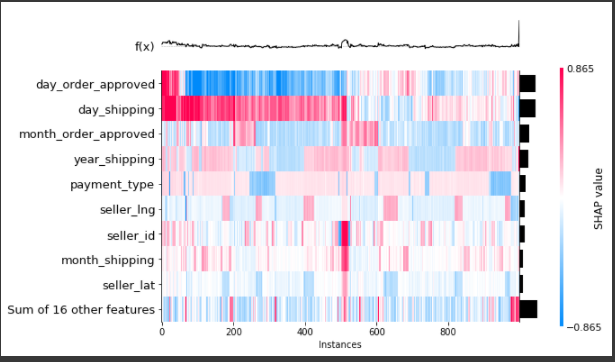 f(x)
0.865
day_order_approved
day_shipping
month_order_approved
year_shipping
payment_type
seller_lng
seller_id
month_shipping
seller_lat
Sum of 16 other features
SHAP value
−0.865
0 200 400 600 800
Instances